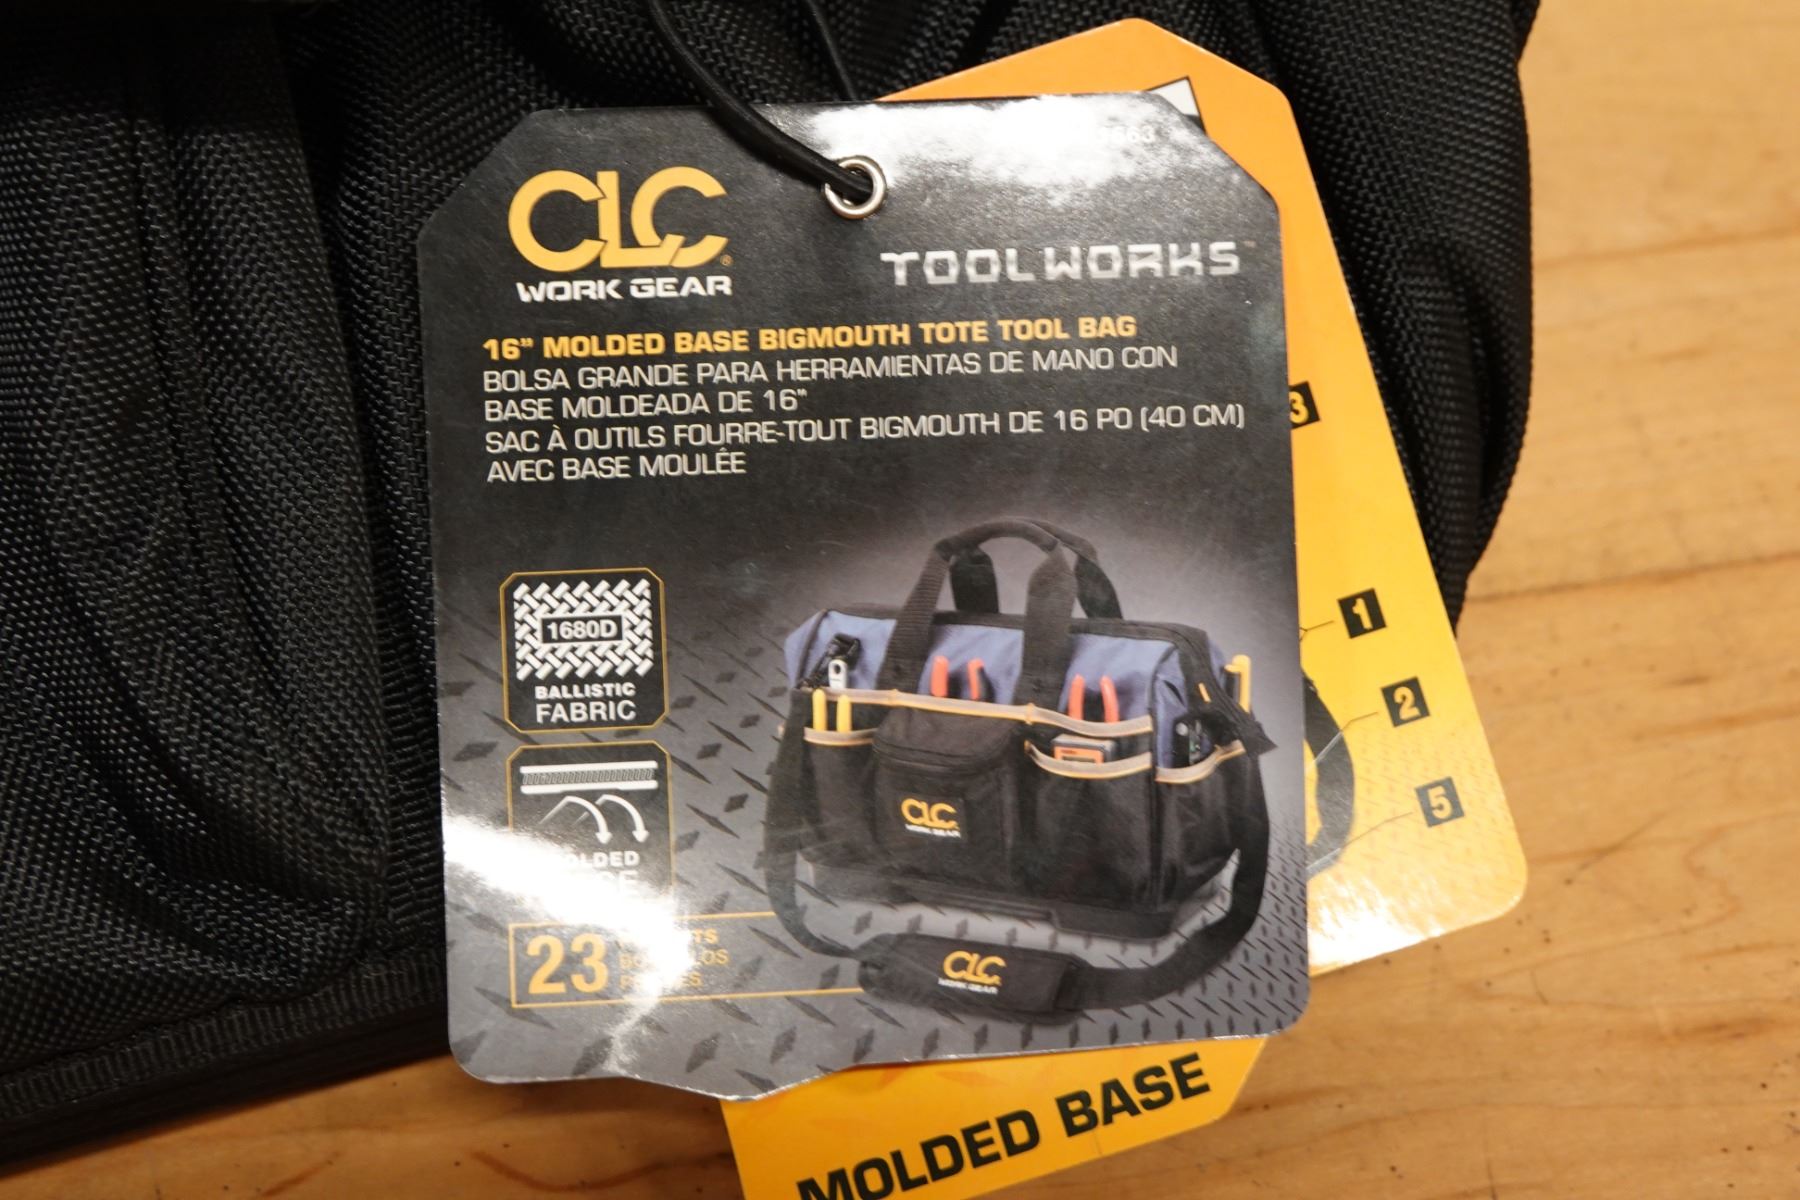 CLC®
WORK GEAR
TOOLWORKS™
16" MOLDED BASE BIGMOUTH TOTE TOOL BAG
BOLSA GRANDE PARA HERRAMIENTAS DE MANO CON
BASE MOLDEADA DE 16"
SAC À OUTILS FOURRE-TOUT BIGMOUTH DE 16 PO (40 CM)
AVEC BASE MOULÉE
1680D
BALLISTIC
FABRIC
23
CLC
WORK GEAR
CLC
WORK GEAR
3
1
2
5
MOLDED BASE